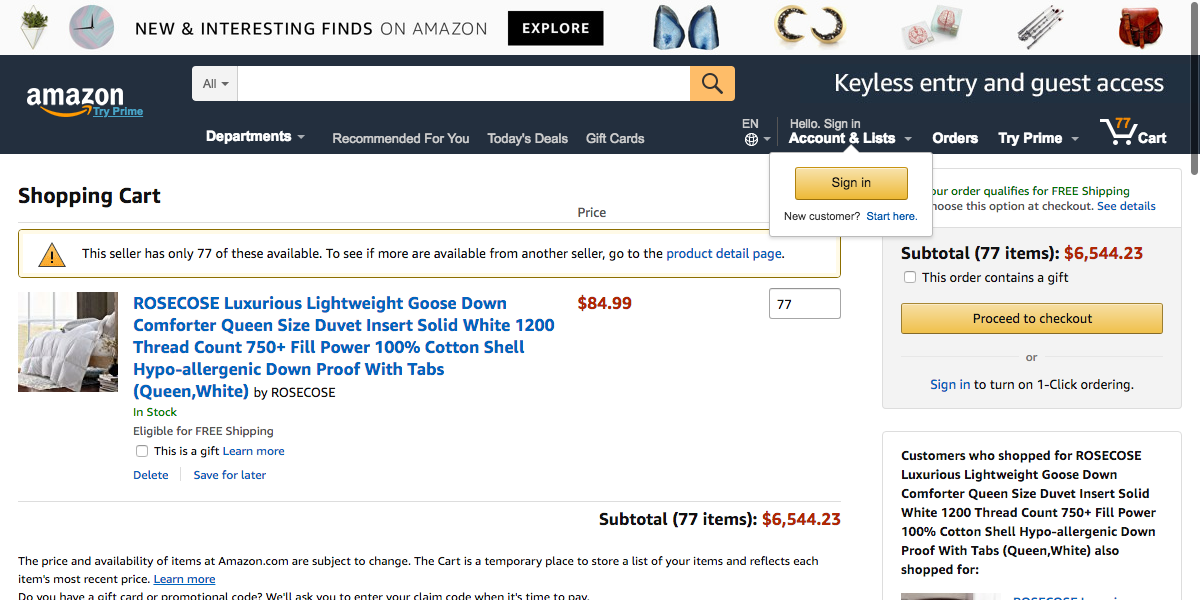 NEW & INTERESTING FINDS ON AMAZON EXPLORE
All
Keyless entry and guest access
amazon
Try Prime
Departments
Recommended For You Today's Deals Gift Cards
EN
Hello. Sign in
Account & Lists
Orders
Try Prime
77
Cart
Sign in
New customer? Start here.
Shopping Cart
Price
This seller has only 77 of these available. To see if more are available from another seller, go to the product detail page.
ROSECOSE Luxurious Lightweight Goose Down
Comforter Queen Size Duvet Insert Solid White 1200
Thread Count 750+ Fill Power 100% Cotton Shell
Hypo-allergenic Down Proof With Tabs
(Queen,White) by ROSECOSE
In Stock
Eligible for FREE Shipping
This is a gift Learn more
Delete Save for later
$84.99
77
Subtotal (77 items): $6,544.23
The price and availability of items at Amazon.com are subject to change. The Cart is a temporary place to store a list of your items and reflects each
item's most recent price. Learn more
Do you have a gift card or promotional code? We'll ask you to enter your claim code when it's time to pay.
order qualifies for FREE Shipping
this option at checkout. See details
Subtotal (77 items): $6,544.23
This order contains a gift
Proceed to checkout
or
Sign in to turn on 1-Click ordering.
Customers who shopped for ROSECOSE
Luxurious Lightweight Goose Down
Comforter Queen Size Duvet Insert Solid
White 1200 Thread Count 750+ Fill Power
100% Cotton Shell Hypo-allergenic Down
Proof With Tabs (Queen,White) also
shopped for: